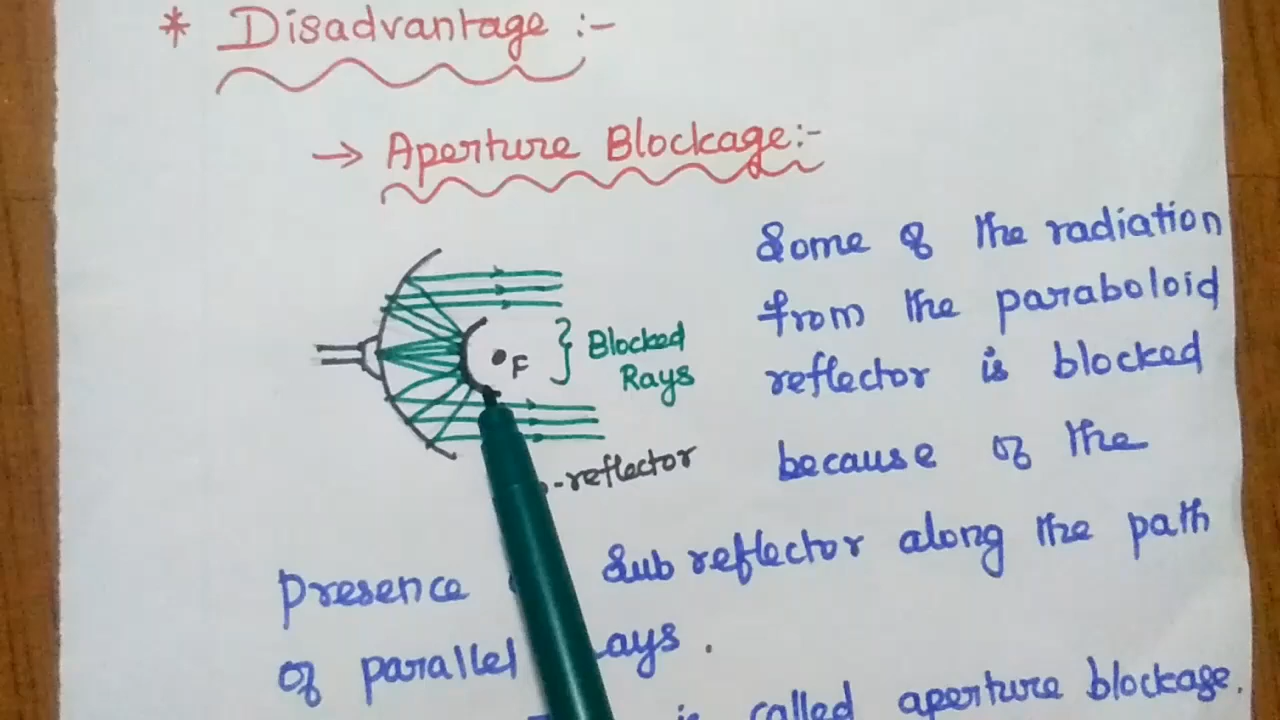 * Disadvantage :-
→ Aperture Blockage:-
Some of the radiation
from the paraboloid
reflector is blocked
because of the
F
} Blocked
Rays
-reflector
presence sub reflector along the path
of parallel ays .
is called aperture blockage.